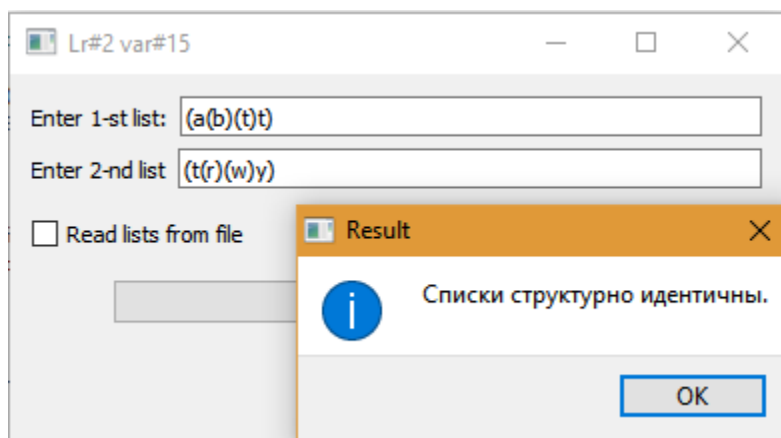 Lr#2 var#15
Enter 1-st list: (a(b)(t)t)
Enter 2-nd list (t(r)(w)y)
Read lists from file
Result
Списки структурно идентичны.
OK